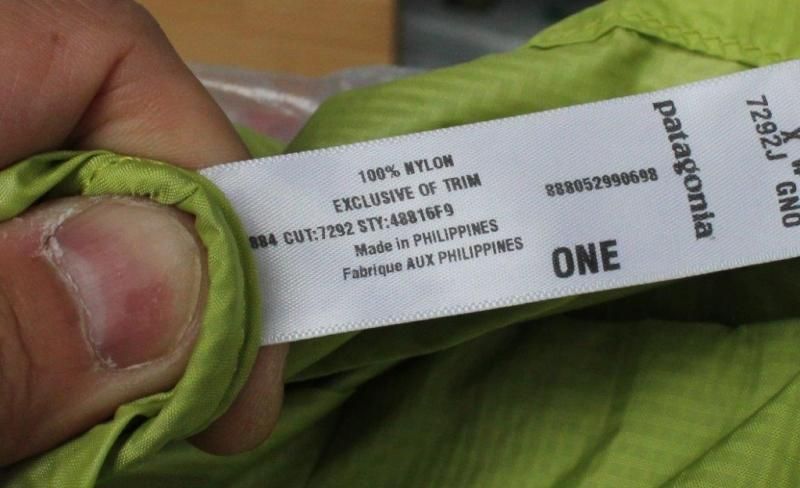 100% NYLON
EXCLUSIVE OF TRIM
884 CUT:7292 STY:48816F9
Made in PHILIPPINES
Fabrique AUX PHILIPPINES
888052990698
ONE
patagonia
7292J GNO